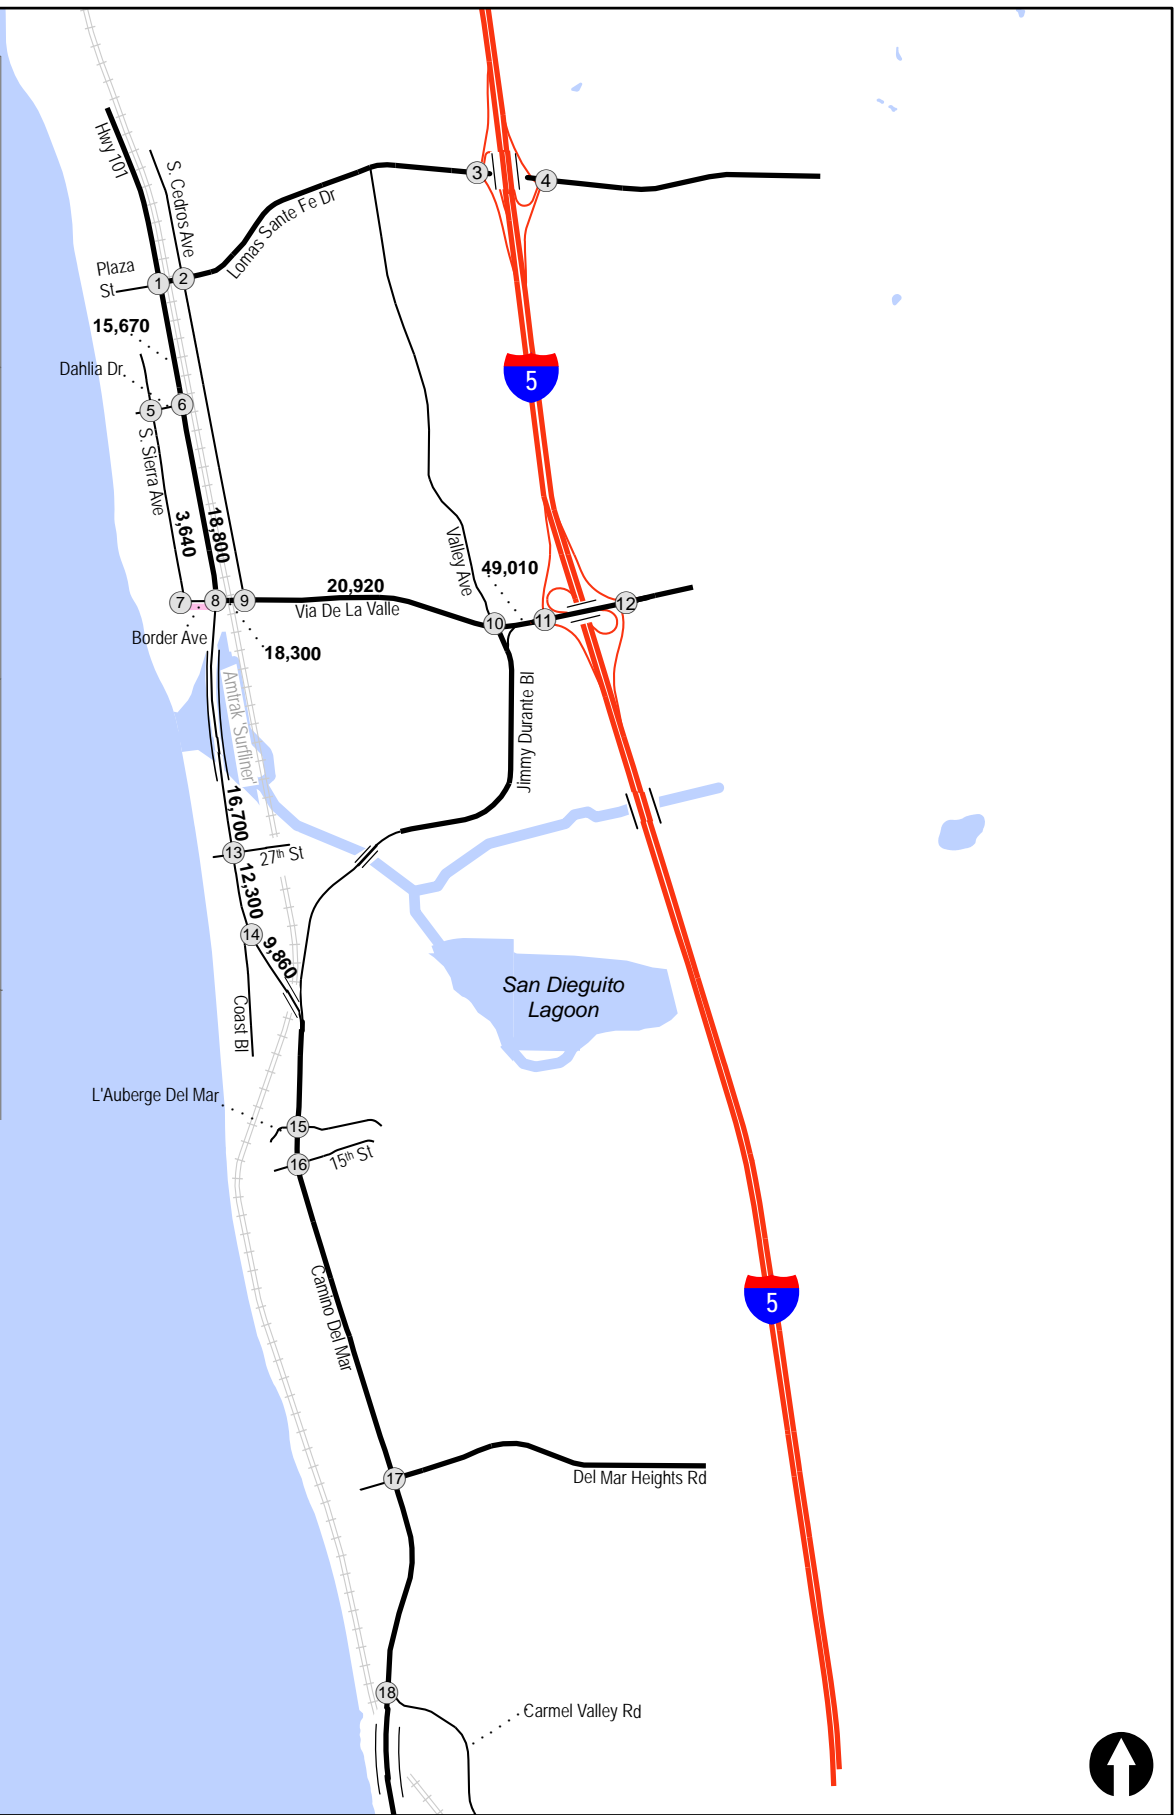 Hwy 101
S. Cedros Ave
3
4
Lomas Sante Fe Dr
Plaza
St
1
2
15,670
Dahlia Dr.
5
5
6
S. Sierra Ave
3,640
18,800
Valley Ave
49,010
20,920
7
8
9
Via De La Valle
10
11
12
Border Ave
18,300
Amtrak 'Surfliner'
Jimmy Durante Bl
16,700
13
27th St
12,300
14
9,860
Coast Bl
San Dieguito
Lagoon
L'Auberge Del Mar
15
16
15th St
Camino Del Mar
5
17
Del Mar Heights Rd
18
Carmel Valley Rd